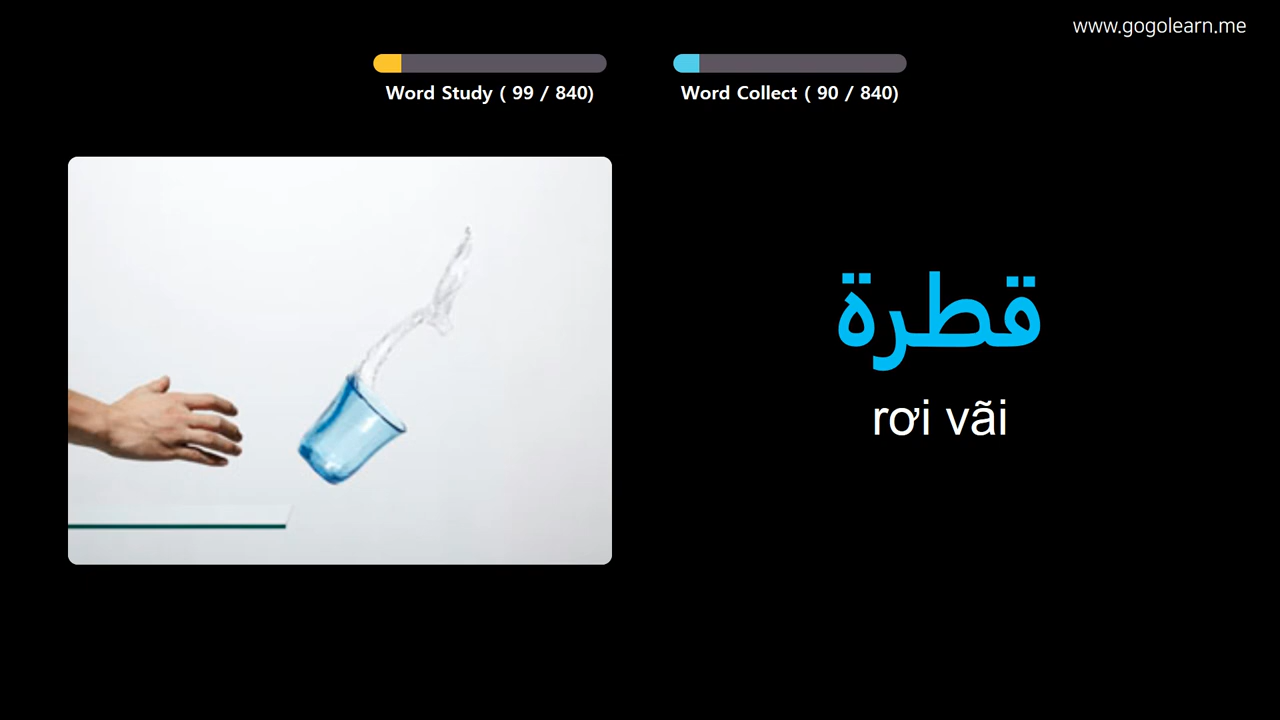 www.gogolearn.me
Word Study ( 99 / 840)
Word Collect ( 90 / 840)
قطرة
rơi vãi